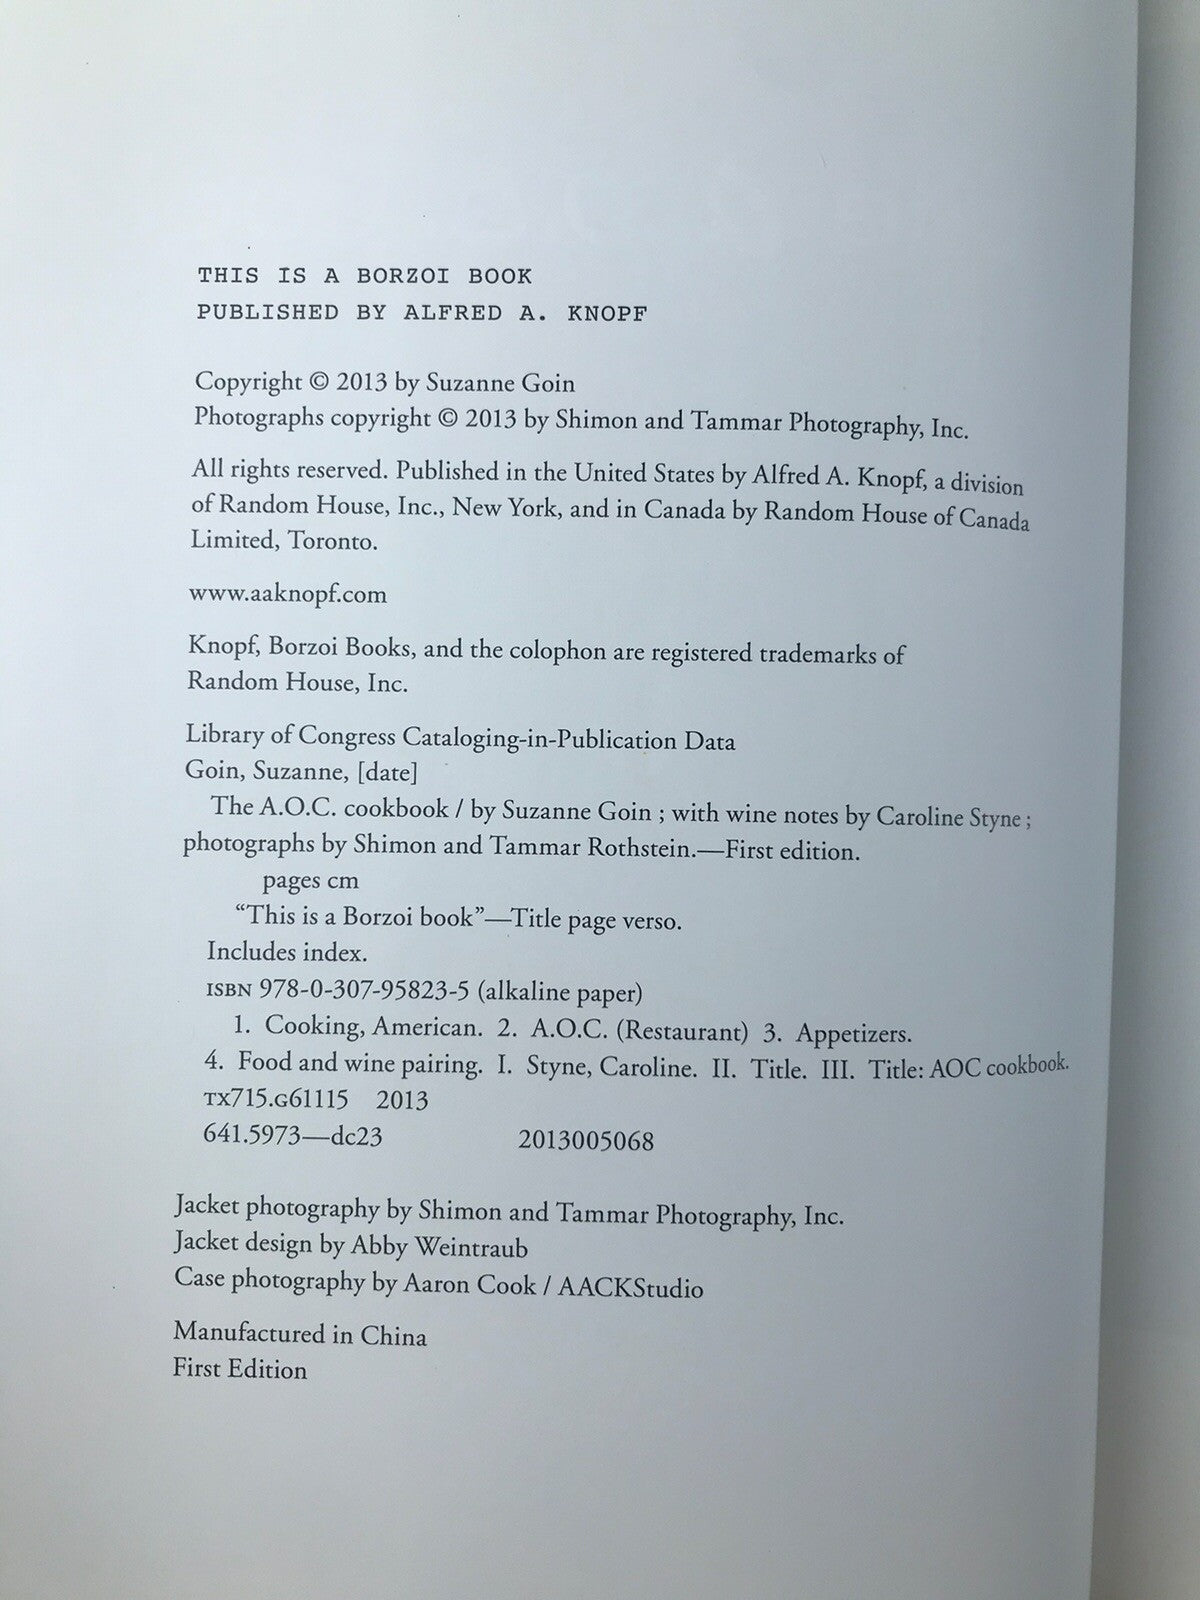 THIS IS A BORZOI BOOK
PUBLISHED BY ALFRED A. KNOPF
Copyright © 2013 by Suzanne Goin
Photographs copyright © 2013 by Shimon and Tammar Photography, Inc.
All rights reserved. Published in the United States by Alfred A. Knopf, a division
of Random House, Inc., New York, and in Canada by Random House of Canada
Limited, Toronto.
www.aaknopf.com
Knopf, Borzoi Books, and the colophon are registered trademarks of
Random House, Inc.
Library of Congress Cataloging-in-Publication Data
Goin, Suzanne, [date]
The A.O.C. cookbook / by Suzanne Goin ; with wine notes by Caroline Styne ;
photographs by Shimon and Tammar Rothstein.—First edition.
pages cm
“This is a Borzoi book”—Title page verso.
Includes index.
ISBN 978-0-307-95823-5 (alkaline paper)
1. Cooking, American. 2. A.O.C. (Restaurant) 3. Appetizers.
4. Food and wine pairing. I. Styne, Caroline. II. Title. III. Title: AOC cookbook.
TX715.G61115 2013
641.5973—dc23 2013005068
Jacket photography by Shimon and Tammar Photography, Inc.
Jacket design by Abby Weintraub
Case photography by Aaron Cook / AACKStudio
Manufactured in China
First Edition